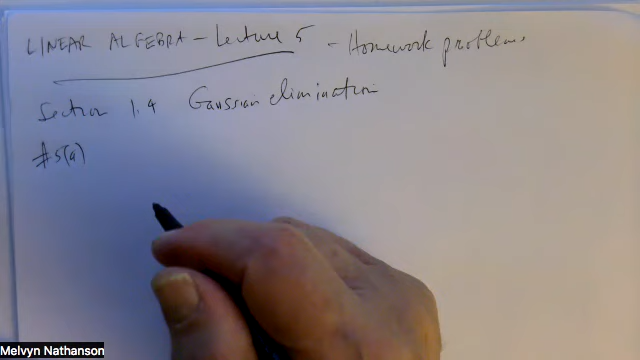 LINEAR ALGEBRA - Lecture 5 - Homework problems
Section 1.4 Gaussian elimination
#5(a)
Melvyn Nathanson